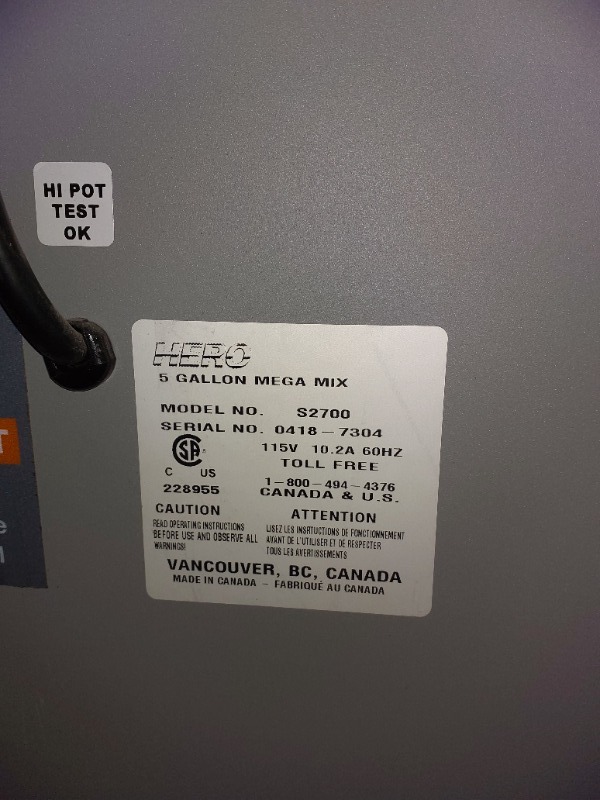 HI POT
TEST
OK
HERO
5 GALLON MEGA MIX
MODEL NO. S2700
SERIAL NO. 0418-7304
115V 10.2A 60HZ
TOLL FREE
SA
C US
1-800-494-4376
228955
CANADA & U.S.
CAUTION
READ OPERATING INSTRUCTIONS
BEFORE USE AND OBSERVE ALL
WARNINGS!
ATTENTION
LISEZ LES INSRTUCTIONS DE FONCTIONNEMENT
AVANT DE L'UTILISER ET DE RESPECTER
TOUS LES AVERTISSEMENTS
VANCOUVER, BC, CANADA
MADE IN CANADA - FABRIQUÉ AU CANADA
T
e